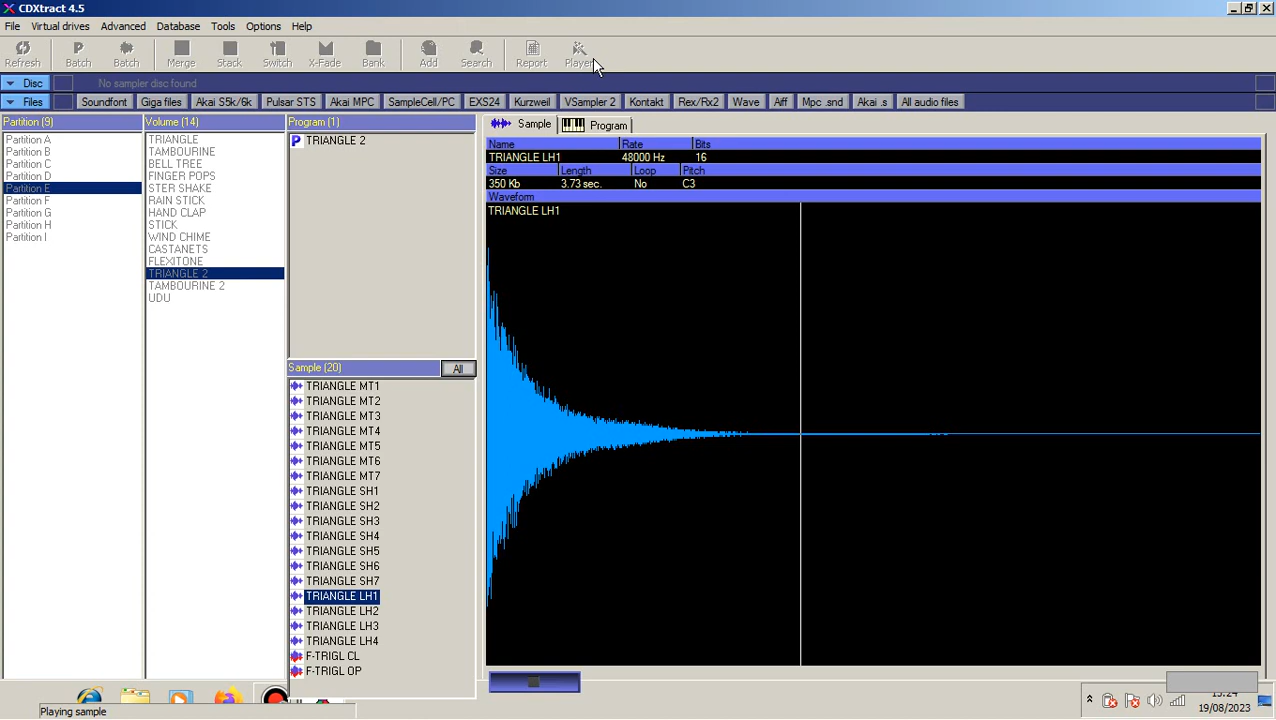 CDXtract 4.5
File Virtual drives Advanced Database Tools Options Help
Refresh Batch Batch Merge Stack Switch X-Fade Bank Add Search Report Player
Disc No sampler disc found
Files Soundfont Giga files Akai S5k/6k Pulsar STS Akai MPC SampleCell/PC EXS24 Kurzweil VSampler 2 Kontakt Rex/Rx2 Wave Aiff Mpc .snd Akai .s All audio files
Partition (9)
Partition A
Partition B
Partition C
Partition D
Partition E
Partition F
Partition G
Partition H
Partition I
Volume (14)
TRIANGLE
TAMBOURINE
BELL TREE
FINGER POPS
STER SHAKE
RAIN STICK
HAND CLAP
STICK
WIND CHIME
CASTANETS
FLEXITONE
TRIANGLE 2
TAMBOURINE 2
UDU
Program (1)
P TRIANGLE 2
Sample (20) All
TRIANGLE MT1
TRIANGLE MT2
TRIANGLE MT3
TRIANGLE MT4
TRIANGLE MT5
TRIANGLE MT6
TRIANGLE MT7
TRIANGLE SH1
TRIANGLE SH2
TRIANGLE SH3
TRIANGLE SH4
TRIANGLE SH5
TRIANGLE SH6
TRIANGLE SH7
TRIANGLE LH1
TRIANGLE LH2
TRIANGLE LH3
TRIANGLE LH4
F-TRIGL CL
F-TRIGL OP
Sample Program
Name Rate Bits
TRIANGLE LH1 48000 Hz 16
Size Length Loop Pitch
350 Kb 3.73 sec. No C3
Waveform
TRIANGLE LH1
Playing sample
19/08/2023